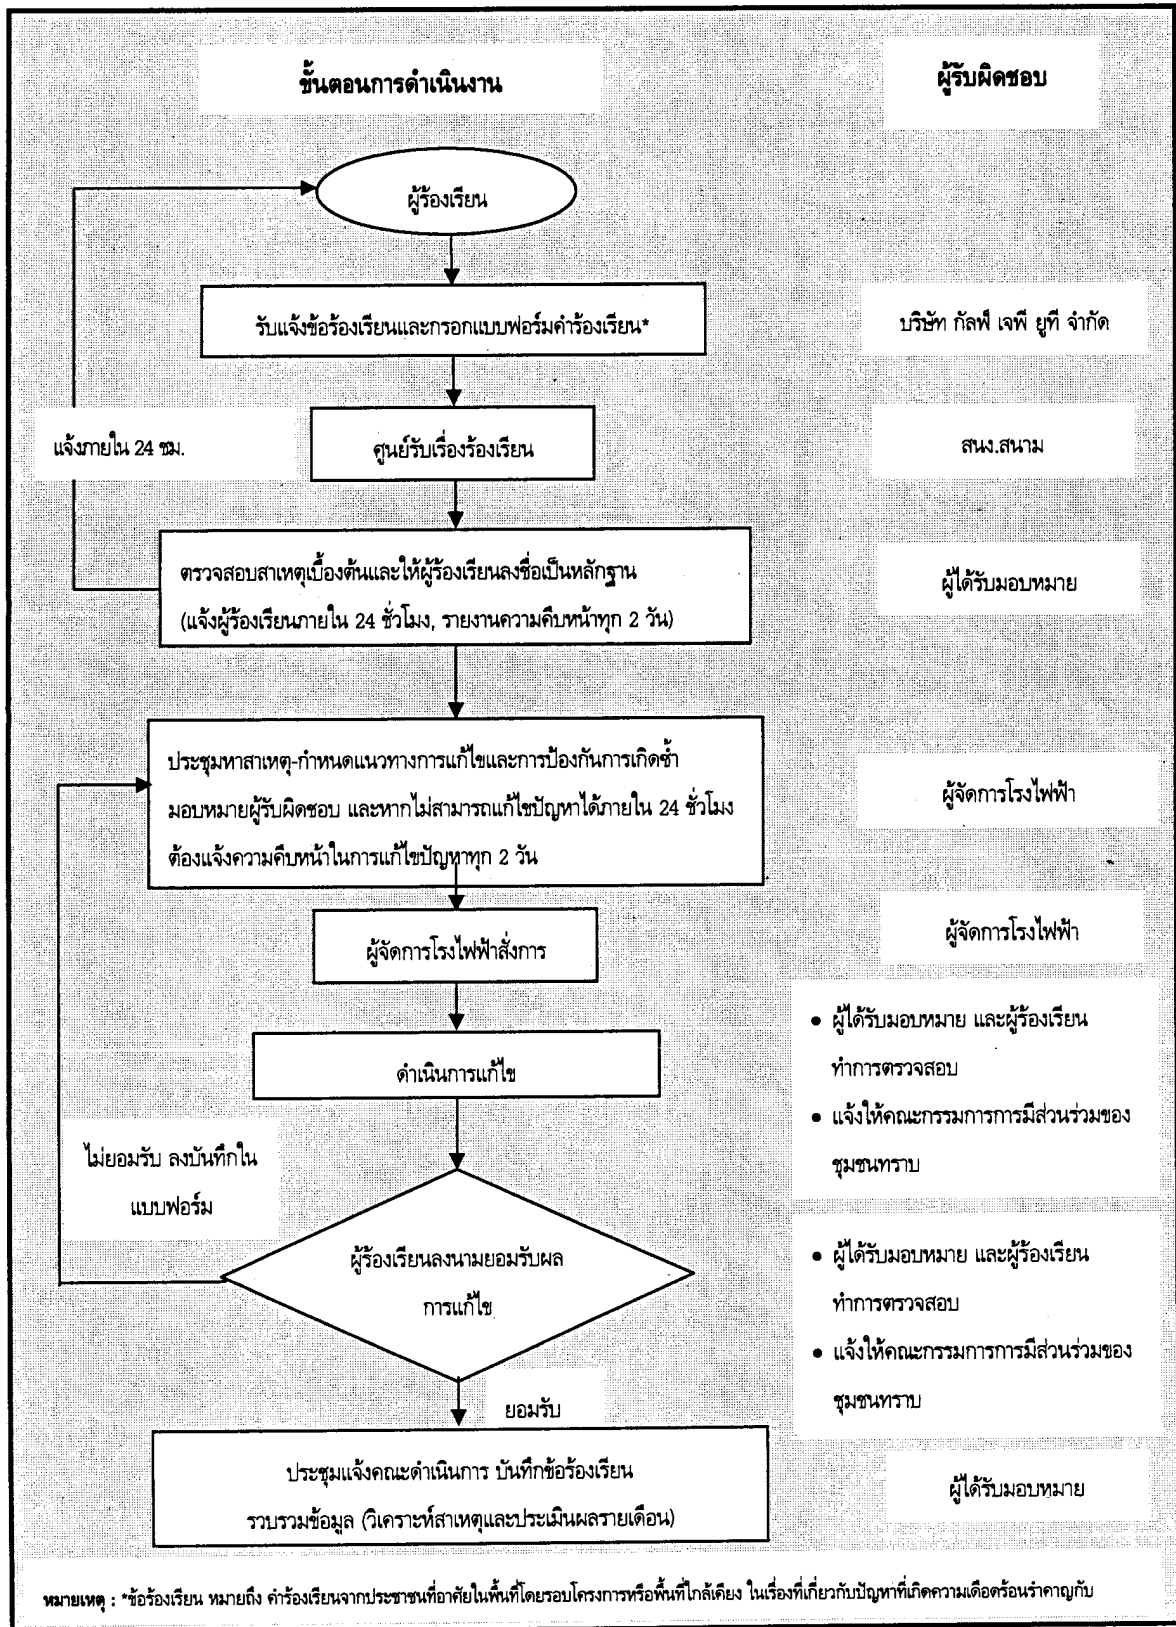 ขั้นตอนการดำเนินงาน
ผู้รับผิดชอบ
ผู้ร้องเรียน
รับแจ้งข้อร้องเรียนและกรอกแบบฟอร์มคำร้องเรียน*
บริษัท กัลฟ์ เจพี ยูที จำกัด
แจ้งภายใน 24 ชม.
ศูนย์รับเรื่องร้องเรียน
สนง.สนาม
ตรวจสอบสาเหตุเบื้องต้นและให้ผู้ร้องเรียนลงชื่อเป็นหลักฐาน
(แจ้งผู้ร้องเรียนภายใน 24 ชั่วโมง, รายงานความคืบหน้าทุก 2 วัน)
ผู้ได้รับมอบหมาย
ประชุมหาสาเหตุ-กำหนดแนวทางการแก้ไขและการป้องกันการเกิดซ้ำ
มอบหมายผู้รับผิดชอบ และหากไม่สามารถแก้ไขปัญหาได้ภายใน 24 ชั่วโมง
ต้องแจ้งความคืบหน้าในการแก้ไขปัญหาทุก 2 วัน
ผู้จัดการโรงไฟฟ้า
ผู้จัดการโรงไฟฟ้าสั่งการ
ผู้จัดการโรงไฟฟ้า
ดำเนินการแก้ไข
• ผู้ได้รับมอบหมาย และผู้ร้องเรียน
ทำการตรวจสอบ
• แจ้งให้คณะกรรมการการมีส่วนร่วมของ
ชุมชนทราบ
ไม่ยอมรับ ลงบันทึกใน
แบบฟอร์ม
ผู้ร้องเรียนลงนามยอมรับผล
การแก้ไข
• ผู้ได้รับมอบหมาย และผู้ร้องเรียน
ทำการตรวจสอบ
• แจ้งให้คณะกรรมการการมีส่วนร่วมของ
ชุมชนทราบ
ยอมรับ
ประชุมแจ้งคณะดำเนินการ บันทึกข้อร้องเรียน
รวบรวมข้อมูล (วิเคราะห์สาเหตุและประเมินผลรายเดือน)
ผู้ได้รับมอบหมาย
หมายเหตุ : *ข้อร้องเรียน หมายถึง คำร้องเรียนจากประชาชนที่อาศัยในพื้นที่โดยรอบโครงการหรือพื้นที่ใกล้เคียง ในเรื่องที่เกี่ยวกับปัญหาที่เกิดความเดือดร้อนรำคาญกับ